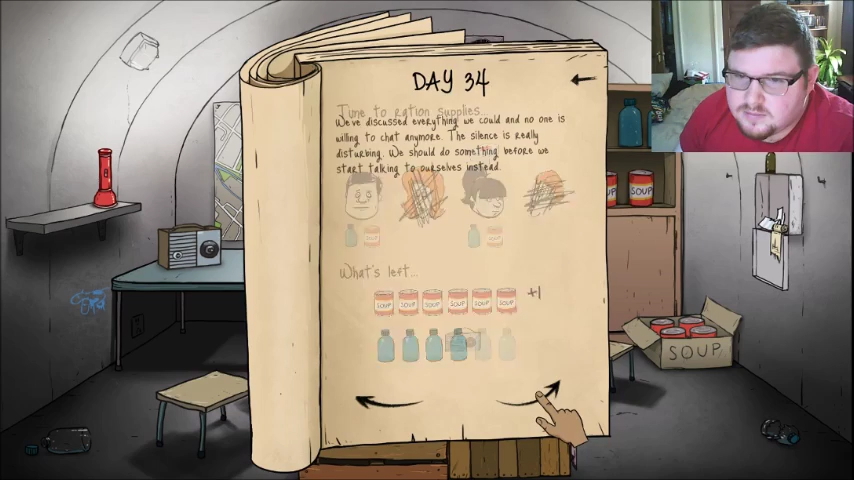 DAY 34
Time to ration supplies...
We've discussed everything we could and no one is
willing to chat anymore. The silence is really
disturbing. We should do something before we
start talking to ourselves instead.
SOUP SOUP
What's left...
SOUP SOUP SOUP SOUP SOUP SOUP +1
SOUP
SOUP